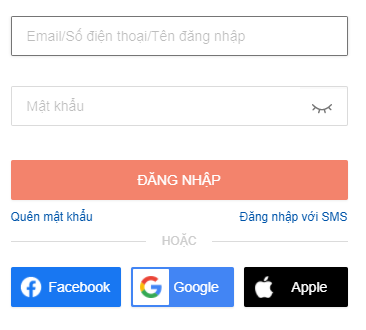 Email/Số điện thoại/Tên đăng nhập
Mật khẩu
ĐĂNG NHẬP
Quên mật khẩu Đăng nhập với SMS
HOẶC
Facebook Google Apple